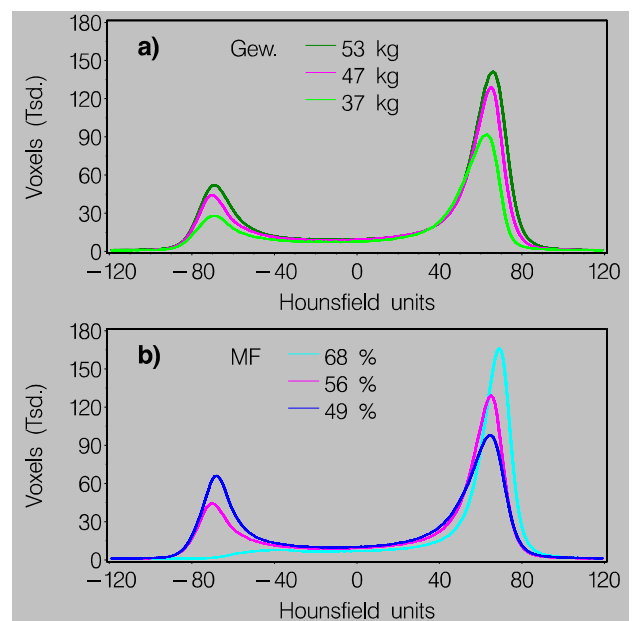 180
a) Gew. 53 kg
150
47 kg
120
37 kg
90
60
30
0
Voxels (Tsd.)
−120 −80 −40 0 40 80 120
Hounsfield units
180
b) MF 68 %
150
56 %
120
49 %
90
60
30
0
Voxels (Tsd.)
−120 −80 −40 0 40 80 120
Hounsfield units